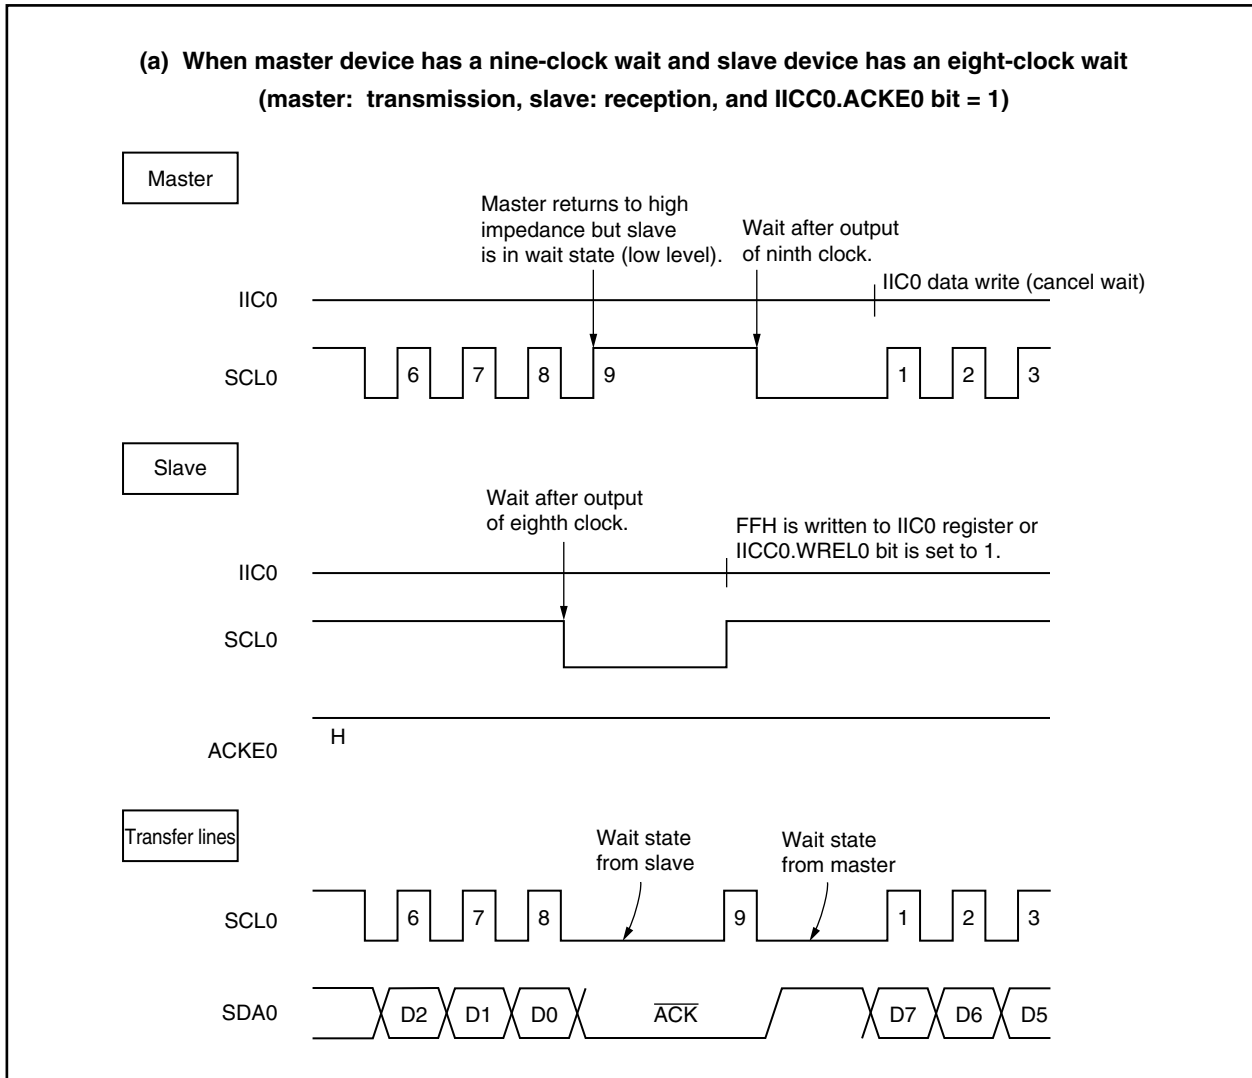 (a) When master device has a nine-clock wait and slave device has an eight-clock wait
(master: transmission, slave: reception, and IICC0.ACKE0 bit = 1)
Master
Master returns to high
impedance but slave
is in wait state (low level).
Wait after output
of ninth clock.
IIC0 data write (cancel wait)
IIC0
SCL0
6 7 8 9 1 2 3
Slave
Wait after output
of eighth clock.
FFH is written to IIC0 register or
IICC0.WREL0 bit is set to 1.
IIC0
SCL0
H
ACKE0
Transfer lines
Wait state
from slave
Wait state
from master
SCL0
6 7 8 9 1 2 3
SDA0
D2 D1 D0 ACK D7 D6 D5